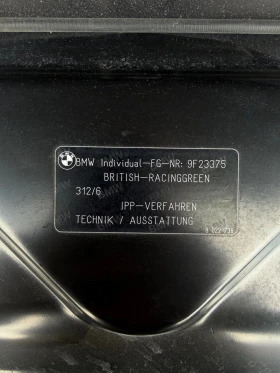 BMW Individual-FG-NR: 9F23375
BRITISH-RACINGGREEN
312/6
IPP-VERFAHREN
TECHNIK / AUSSTATTUNG